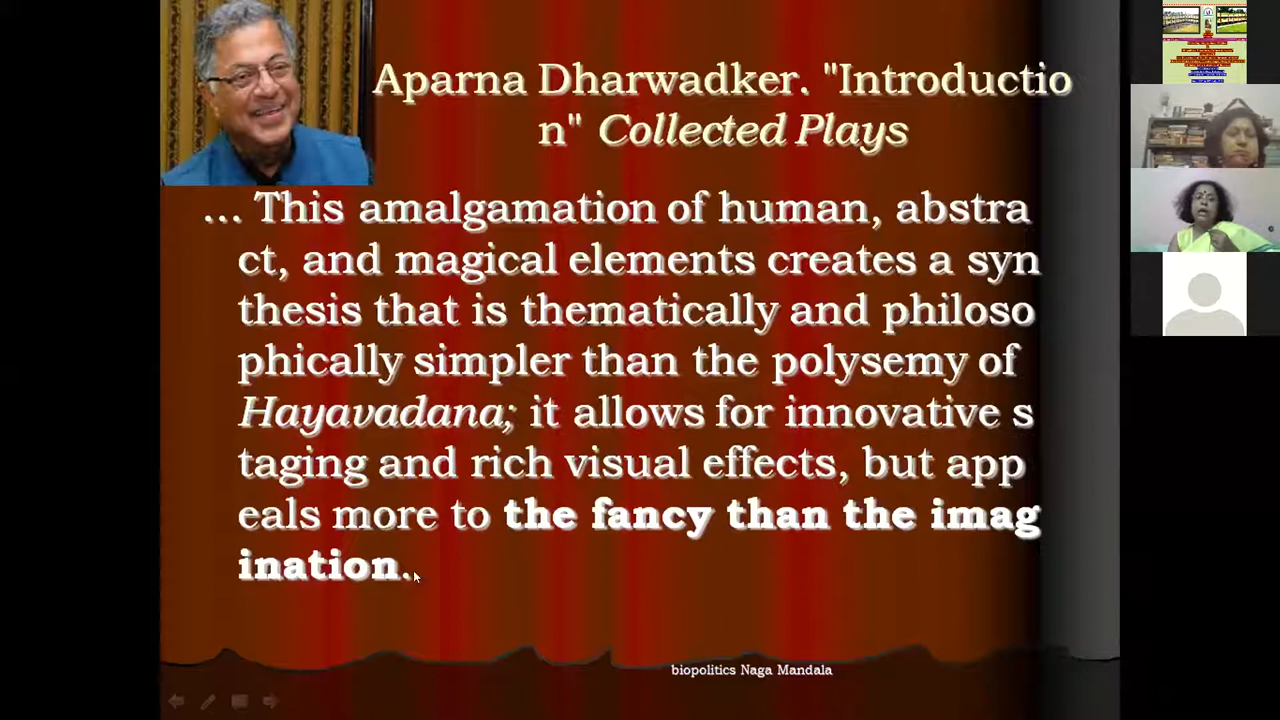 Aparna Dharwadker. "Introductio
n" Collected Plays
... This amalgamation of human, abstra
ct, and magical elements creates a syn
thesis that is thematically and philoso
phically simpler than the polysemy of
Hayavadana; it allows for innovative s
taging and rich visual effects, but app
eals more to the fancy than the imag
ination.
biopolitics Naga Mandala